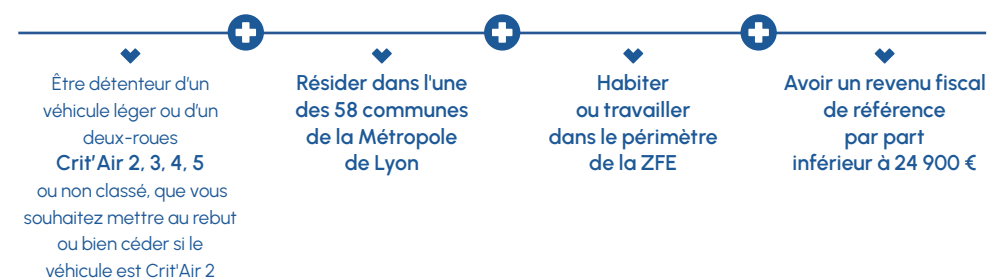 Être détenteur d'un
véhicule léger ou d'un
deux-roues
Crit'Air 2, 3, 4, 5
ou non classé, que vous
souhaitez mettre au rebut
ou bien céder si le
véhicule est Crit'Air 2
Résider dans l'une
des 58 communes
de la Métropole
de Lyon
Habiter
ou travailler
dans le périmètre
de la ZFE
Avoir un revenu fiscal
de référence
par part
inférieur à 24 900 €